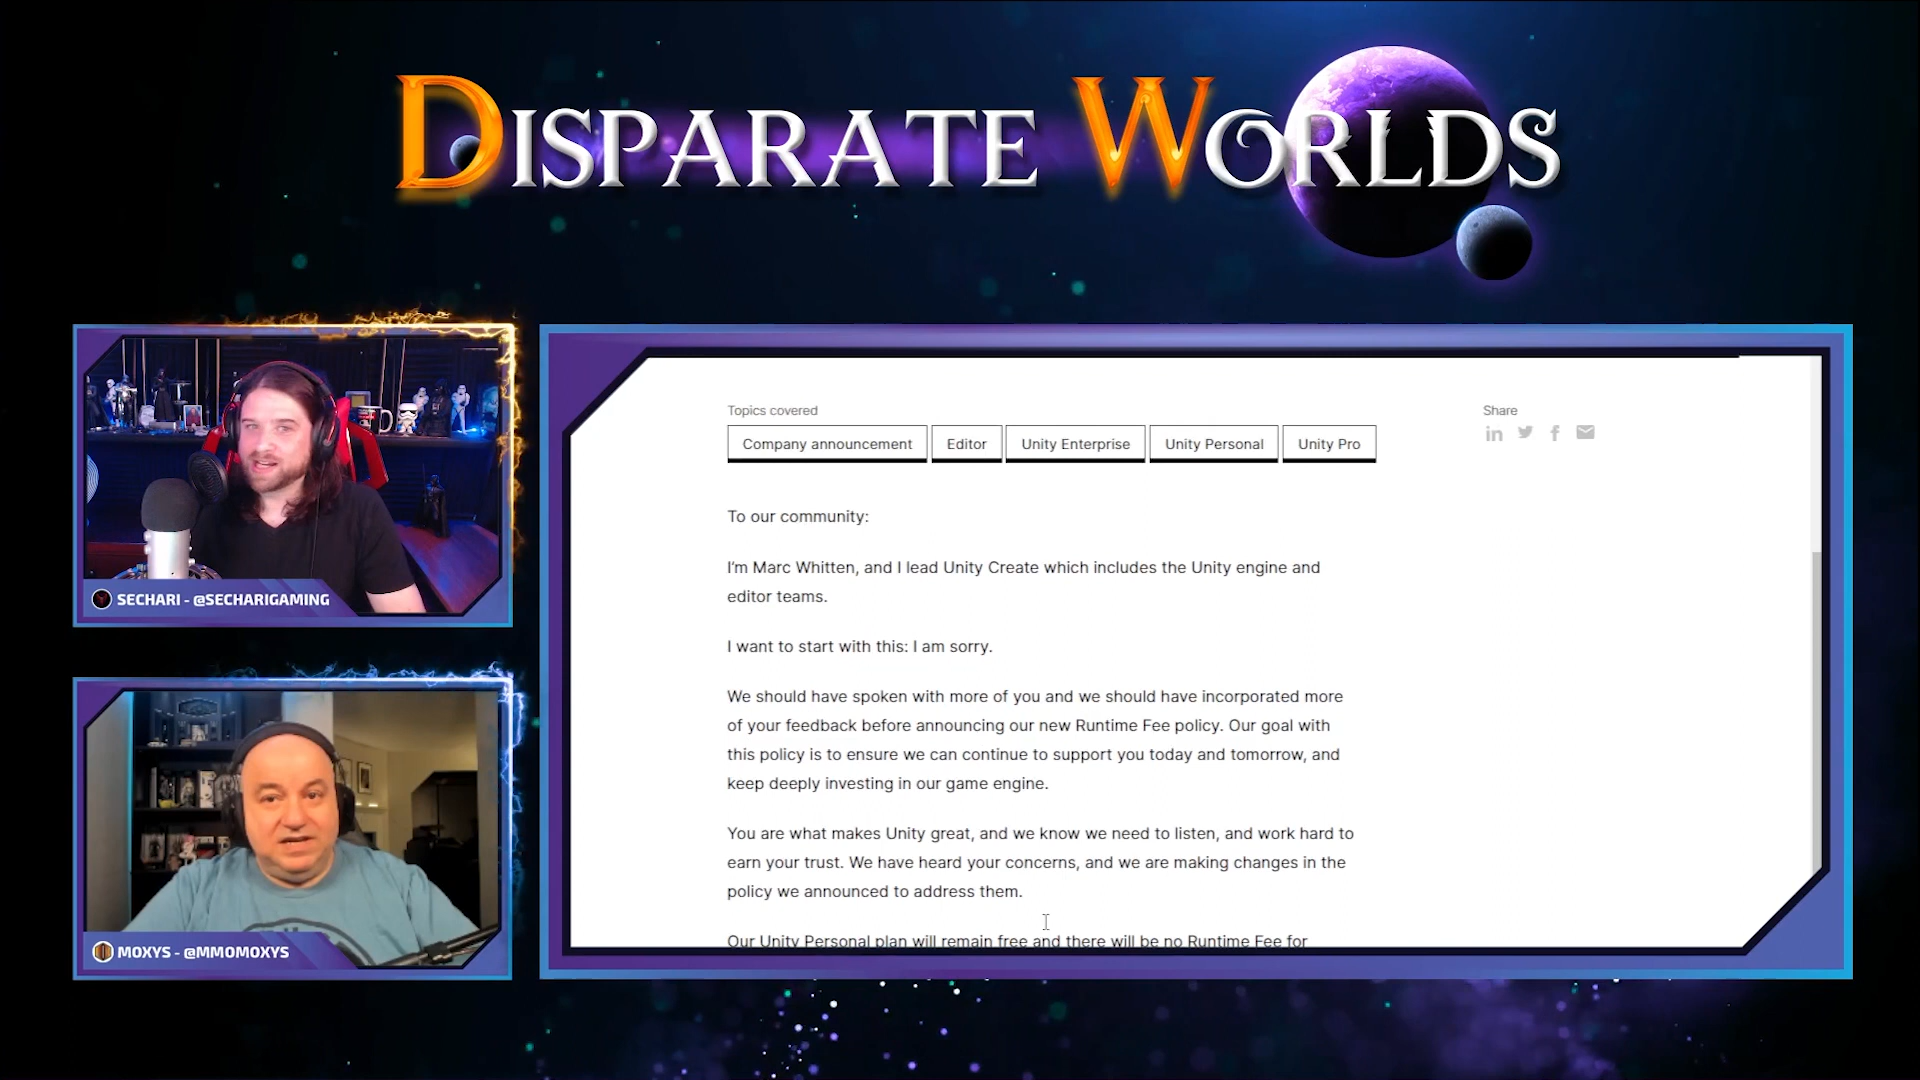 DISPARATE WORLDS
SECHARI - @SECHARIGAMING
MOXYS - @MMOMOXYS
Topics covered
Company announcement
Editor
Unity Enterprise
Unity Personal
Unity Pro
Share
To our community:
I'm Marc Whitten, and I lead Unity Create which includes the Unity engine and
editor teams.
I want to start with this: I am sorry.
We should have spoken with more of you and we should have incorporated more
of your feedback before announcing our new Runtime Fee policy. Our goal with
this policy is to ensure we can continue to support you today and tomorrow, and
keep deeply investing in our game engine.
You are what makes Unity great, and we know we need to listen, and work hard to
earn your trust. We have heard your concerns, and we are making changes in the
policy we announced to address them.
Our Unity Personal plan will remain free and there will be no Runtime Fee for